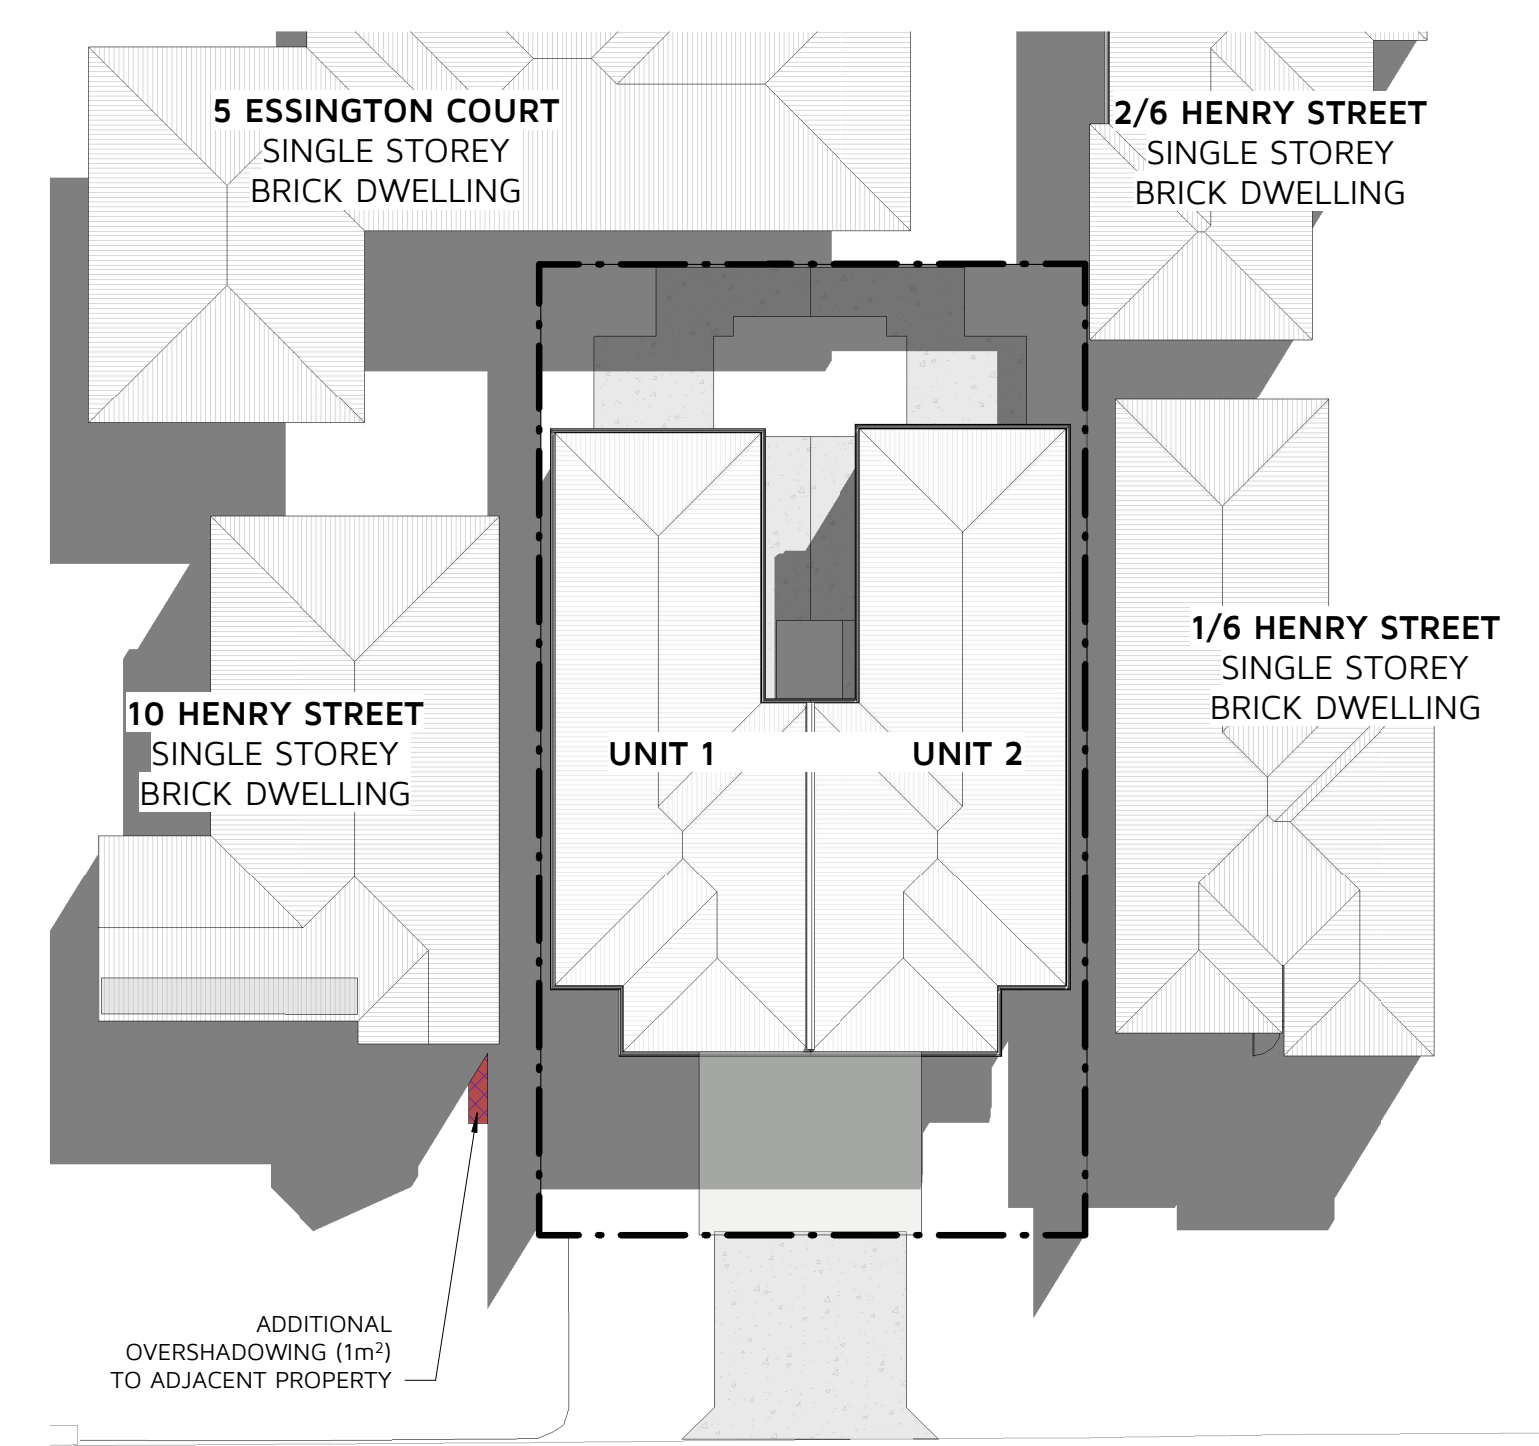 5 ESSINGTON COURT
SINGLE STOREY
BRICK DWELLING
2/6 HENRY STREET
SINGLE STOREY
BRICK DWELLING
1/6 HENRY STREET
SINGLE STOREY
BRICK DWELLING
10 HENRY STREET
SINGLE STOREY
BRICK DWELLING
UNIT 1
UNIT 2
ADDITIONAL
OVERSHADOWING (1m²)
TO ADJACENT PROPERTY